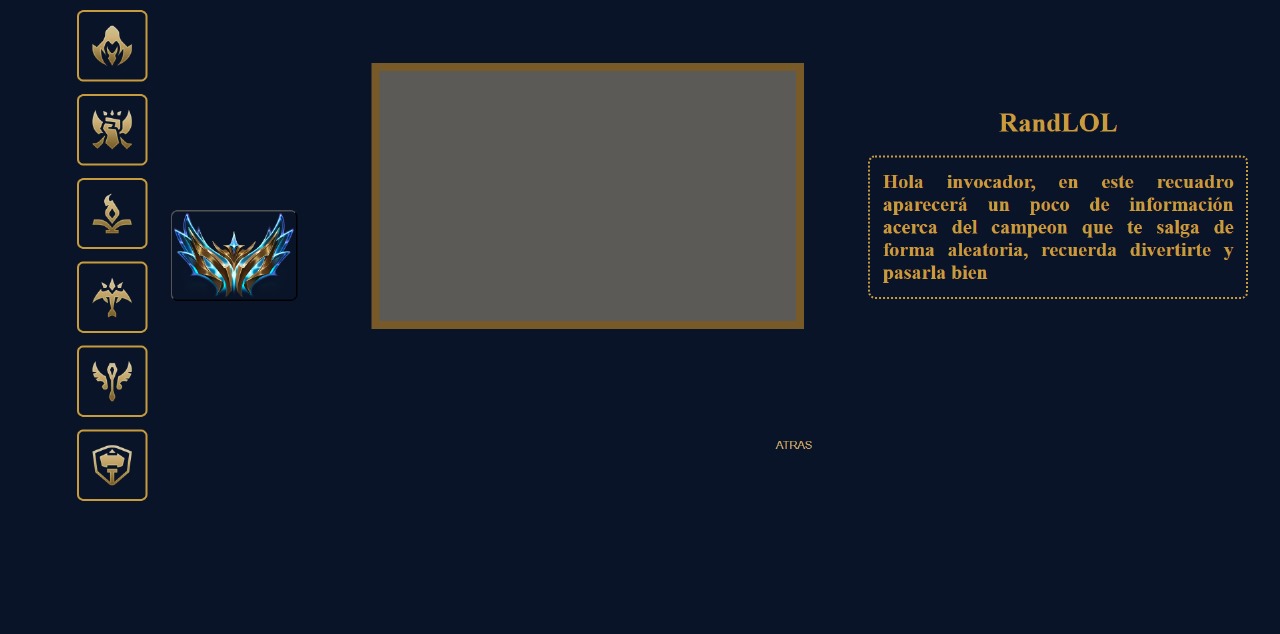 RandLOL
Hola invocador, en este recuadro
aparecerá un poco de información
acerca del campeon que te salga de
forma aleatoria, recuerda divertirte y
pasarla bien
ATRAS